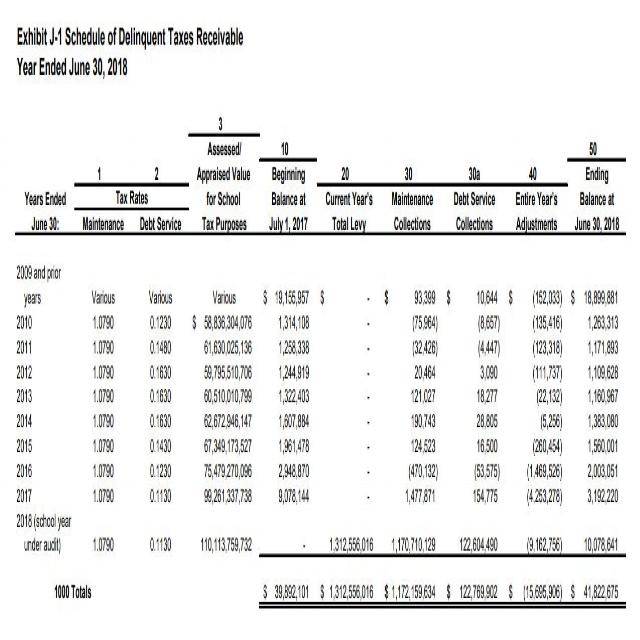 Exhibit J-1 Schedule of Delinquent Taxes Receivable
Year Ended June 30, 2018
3
Assessed/ 10 50
1 2 Appraised Value Beginning 20 30 30a 40 Ending
Years Ended Tax Rates for School Balance at Current Year's Maintenance Debt Service Entire Year's Balance at
June 30: Maintenance Debt Service Tax Purposes July 1, 2017 Total Levy Collections Collections Adjustments June 30, 2018
2009 and prior
years Various Various Various $ 19,155,957 $ - $ 93,399 $ 10,644 $ (152,033) $ 18,899,881
2010 1.0790 0.1230 $ 58,836,304,076 1,314,108 - (75,964) (8,657) (135,416) 1,263,313
2011 1.0790 0.1480 61,630,025,136 1,258,338 - (32,426) (4,447) (123,318) 1,171,893
2012 1.0790 0.1630 59,795,510,706 1,244,919 - 20,464 3,090 (111,737) 1,109,628
2013 1.0790 0.1630 60,510,010,799 1,322,403 - 121,027 18,277 (22,132) 1,160,967
2014 1.0790 0.1630 62,672,946,147 1,607,884 - 190,743 28,805 (5,256) 1,383,080
2015 1.0790 0.1430 67,349,173,527 1,961,478 - 124,523 16,500 (260,454) 1,560,001
2016 1.0790 0.1230 75,479,270,096 2,948,870 - (470,132) (53,575) (1,469,526) 2,003,051
2017 1.0790 0.1130 99,261,337,738 9,078,144 - 1,477,871 154,775 (4,253,278) 3,192,220
2018 (school year
under audit) 1.0790 0.1130 110,113,759,732 - 1,312,556,016 1,170,710,129 122,604,490 (9,162,756) 10,078,641
1000 Totals $ 39,892,101 $ 1,312,556,016 $ 1,172,159,634 $ 122,769,902 $ (15,695,906) $ 41,822,675